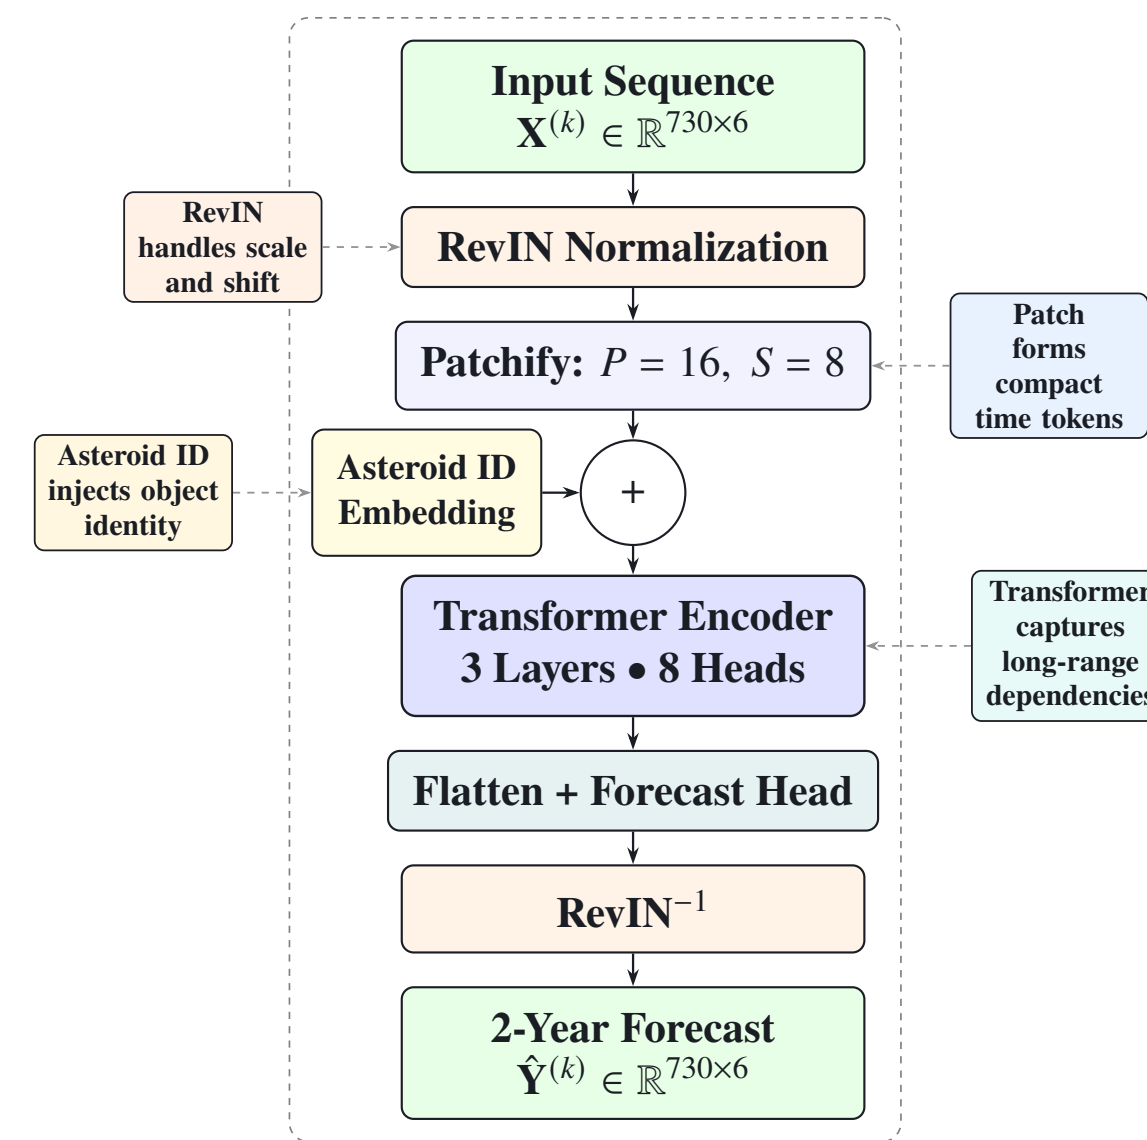 Input Sequence
X^(k) ∈ ℝ^730×6
RevIN
handles scale
and shift
RevIN Normalization
Patchify: P = 16, S = 8
Patch
forms
compact
time tokens
Asteroid ID
injects object
identity
Asteroid ID
Embedding
+
Transformer Encoder
3 Layers • 8 Heads
Transformer
captures
long-range
dependencies
Flatten + Forecast Head
RevIN^−1
2-Year Forecast
Ŷ^(k) ∈ ℝ^730×6